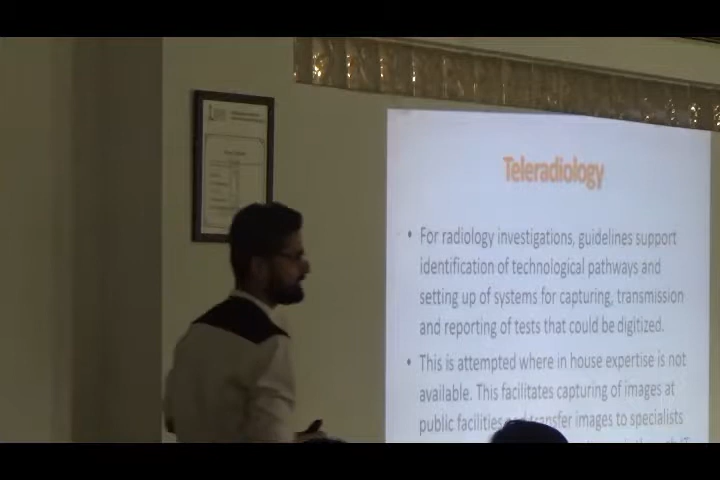 Teleradiology
• For radiology investigations, guidelines support
identification of technological pathways and
setting up of systems for capturing, transmission
and reporting of tests that could be digitized.
• This is attempted where in house expertise is not
available. This facilitates capturing of images at
public facilities and transfer images to specialists